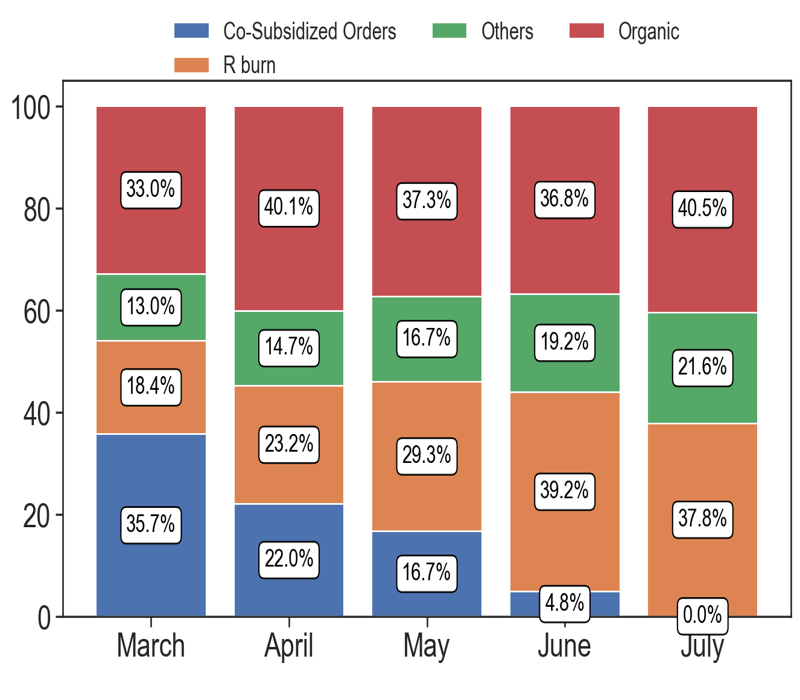 Co-Subsidized Orders Others Organic
R burn
100
80
60
40
20
0
33.0% 40.1% 37.3% 36.8% 40.5%
13.0% 14.7% 16.7% 19.2% 21.6%
18.4% 23.2% 29.3% 39.2% 37.8%
35.7% 22.0% 16.7% 4.8% 0.0%
March April May June July